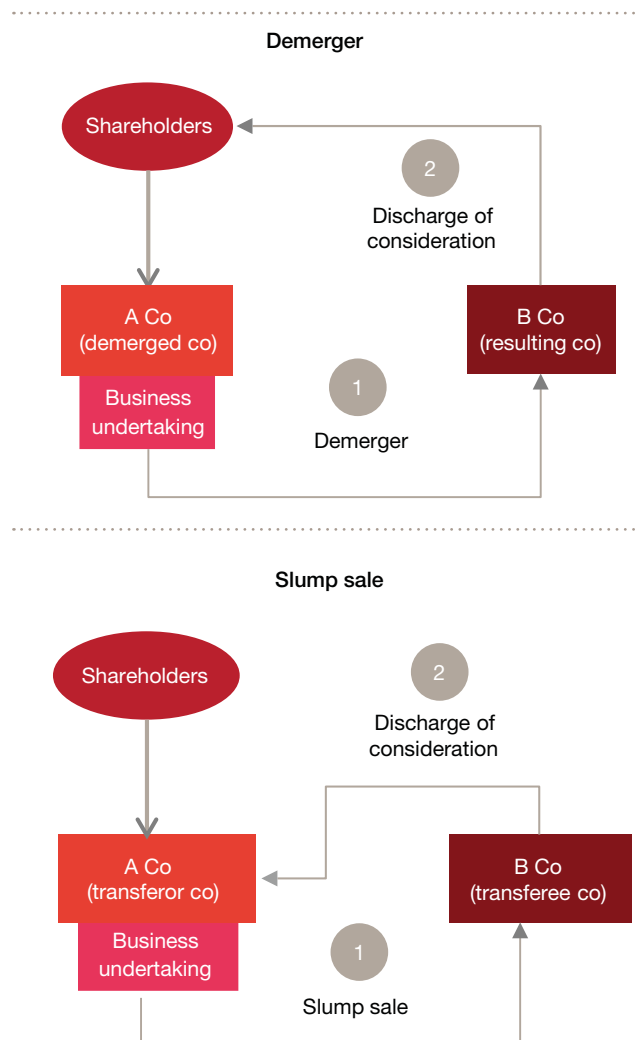 Demerger
Shareholders
2
Discharge of
consideration
A Co
(demerged co)
B Co
(resulting co)
Business
undertaking
1
Demerger
Slump sale
Shareholders
2
Discharge of
consideration
A Co
(transferor co)
B Co
(transferee co)
Business
undertaking
1
Slump sale